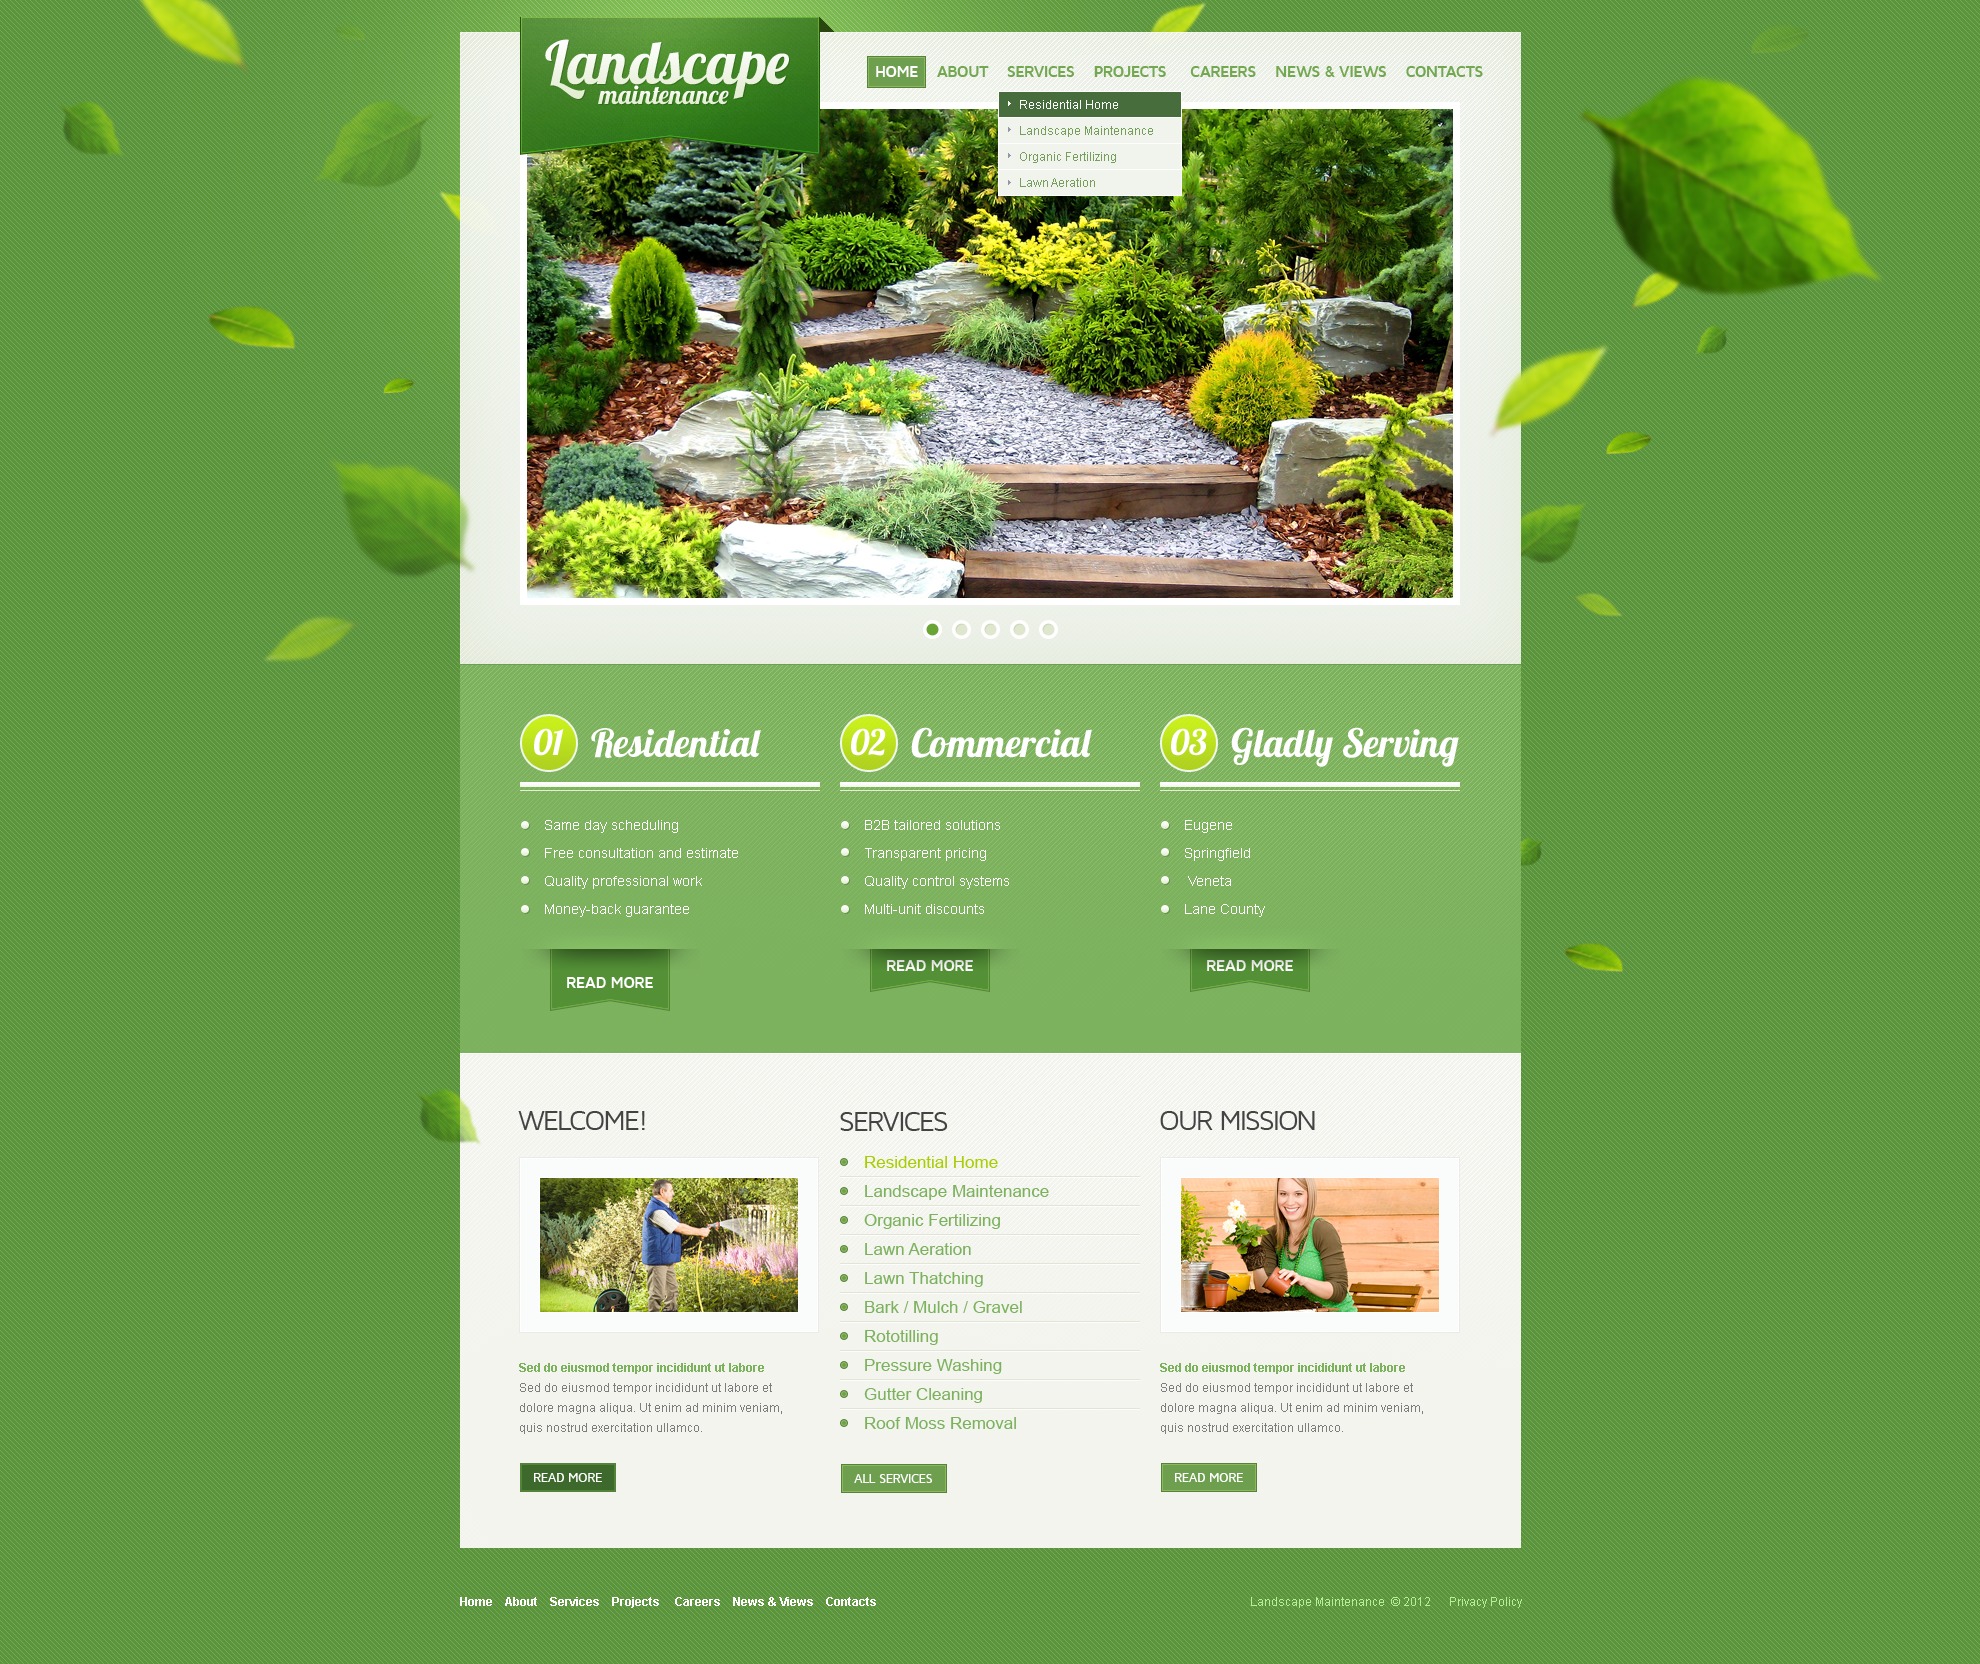 Landscape
maintenance
HOME ABOUT SERVICES PROJECTS CAREERS NEWS & VIEWS CONTACTS
Residential Home
Landscape Maintenance
Organic Fertilizing
Lawn Aeration
01 Residential
Same day scheduling
Free consultation and estimate
Quality professional work
Money-back guarantee
READ MORE
02 Commercial
B2B tailored solutions
Transparent pricing
Quality control systems
Multi-unit discounts
READ MORE
03 Gladly Serving
Eugene
Springfield
Veneta
Lane County
READ MORE
WELCOME!
Sed do eiusmod tempor incididunt ut labore
Sed do eiusmod tempor incididunt ut labore et
dolore magna aliqua. Ut enim ad minim veniam,
quis nostrud exercitation ullamco.
READ MORE
SERVICES
Residential Home
Landscape Maintenance
Organic Fertilizing
Lawn Aeration
Lawn Thatching
Bark / Mulch / Gravel
Rototilling
Pressure Washing
Gutter Cleaning
Roof Moss Removal
ALL SERVICES
OUR MISSION
Sed do eiusmod tempor incididunt ut labore
Sed do eiusmod tempor incididunt ut labore et
dolore magna aliqua. Ut enim ad minim veniam,
quis nostrud exercitation ullamco.
READ MORE
Home About Services Projects Careers News & Views Contacts
Landscape Maintenance © 2012 Privacy Policy